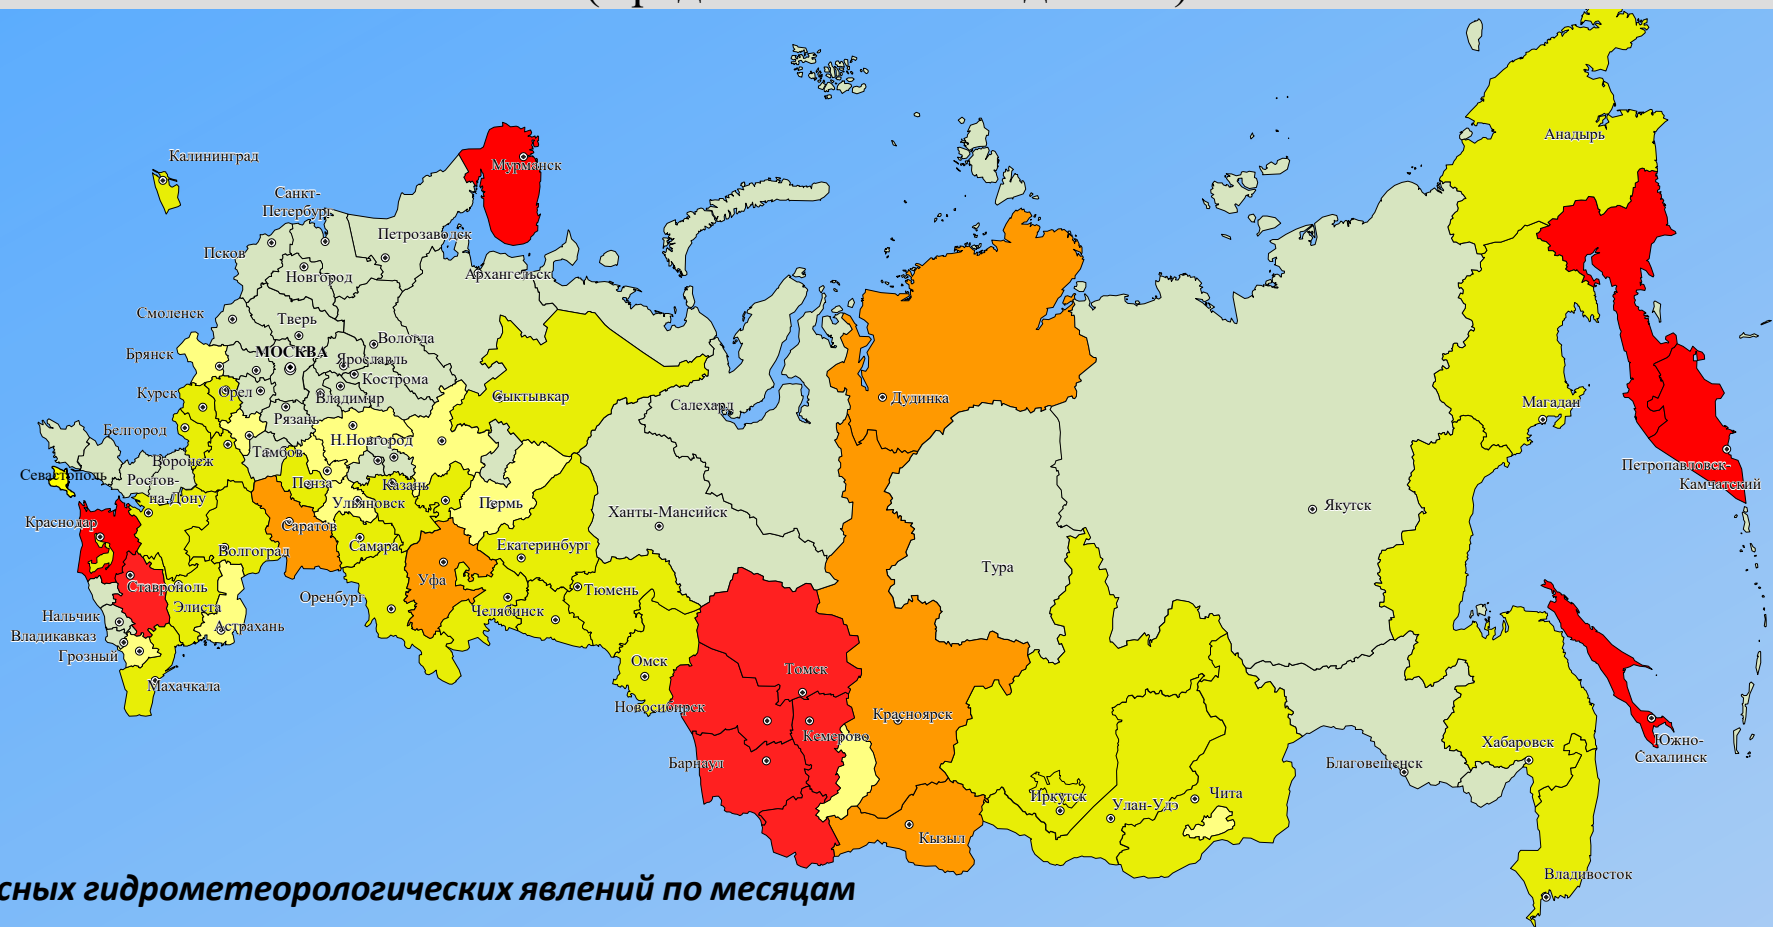 Анадырь
Калининград
Мурманск
Санкт-
Петербург
Петрозаводск
Псков
Архангельск
Новгород
Смоленск
Тверь
Вологда
Брянск
МОСКВА
Ярославль
Кострома
Курск
Орел
Владимир
Сыктывкар
Салехард
Дудинка
Магадан
Рязань
Белгород
Н.Новгород
Тамбов
Воронеж
Петропавловск-
Камчатский
Севастополь
Ростов-
на-Дону
Пенза
Казань
Ульяновск
Пермь
Ханты-Мансийск
Якутск
Краснодар
Саратов
Волгоград
Самара
Екатеринбург
Тура
Уфа
Ставрополь
Элиста
Оренбург
Челябинск
Тюмень
Нальчик
Астрахань
Владикавказ
Грозный
Махачкала
Омск
Томск
Новосибирск
Красноярск
Кемерово
Барнаул
Хабаровск
Южно-
Сахалинск
Благовещенск
Иркутск
Улан-Удэ
Чита
Кызыл
Владивосток
сных гидрометеорологических явлений по месяцам